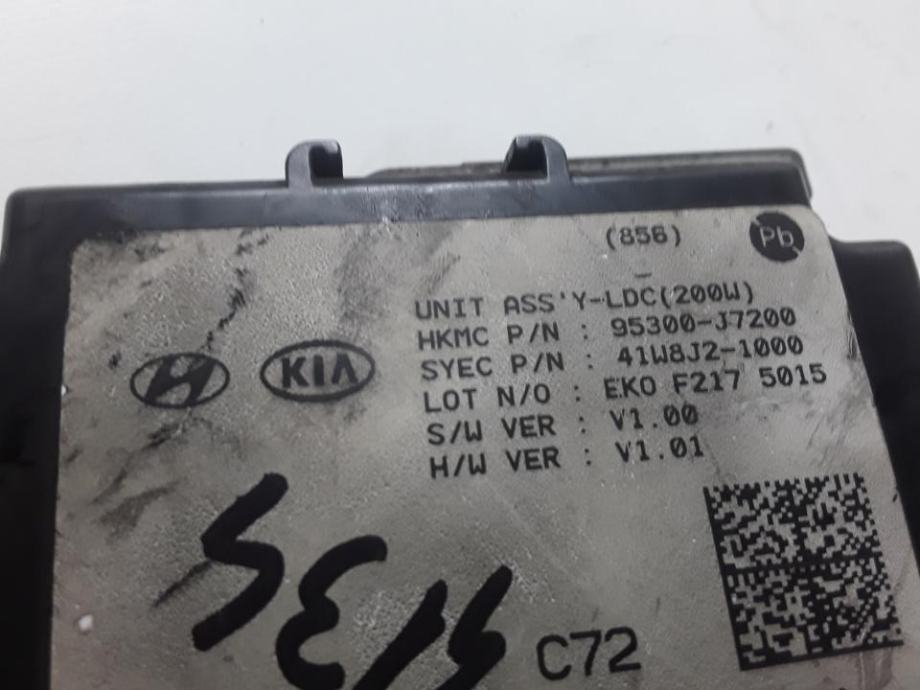 (856)
Pb
UNIT ASS'Y-LDC(200W)
HKMC P/N : 95300-J7200
SYEC P/N : 41W8J2-1000
LOT N/O : EKO F217 5015
S/W VER : V1.00
H/W VER : V1.01
KIA
C72